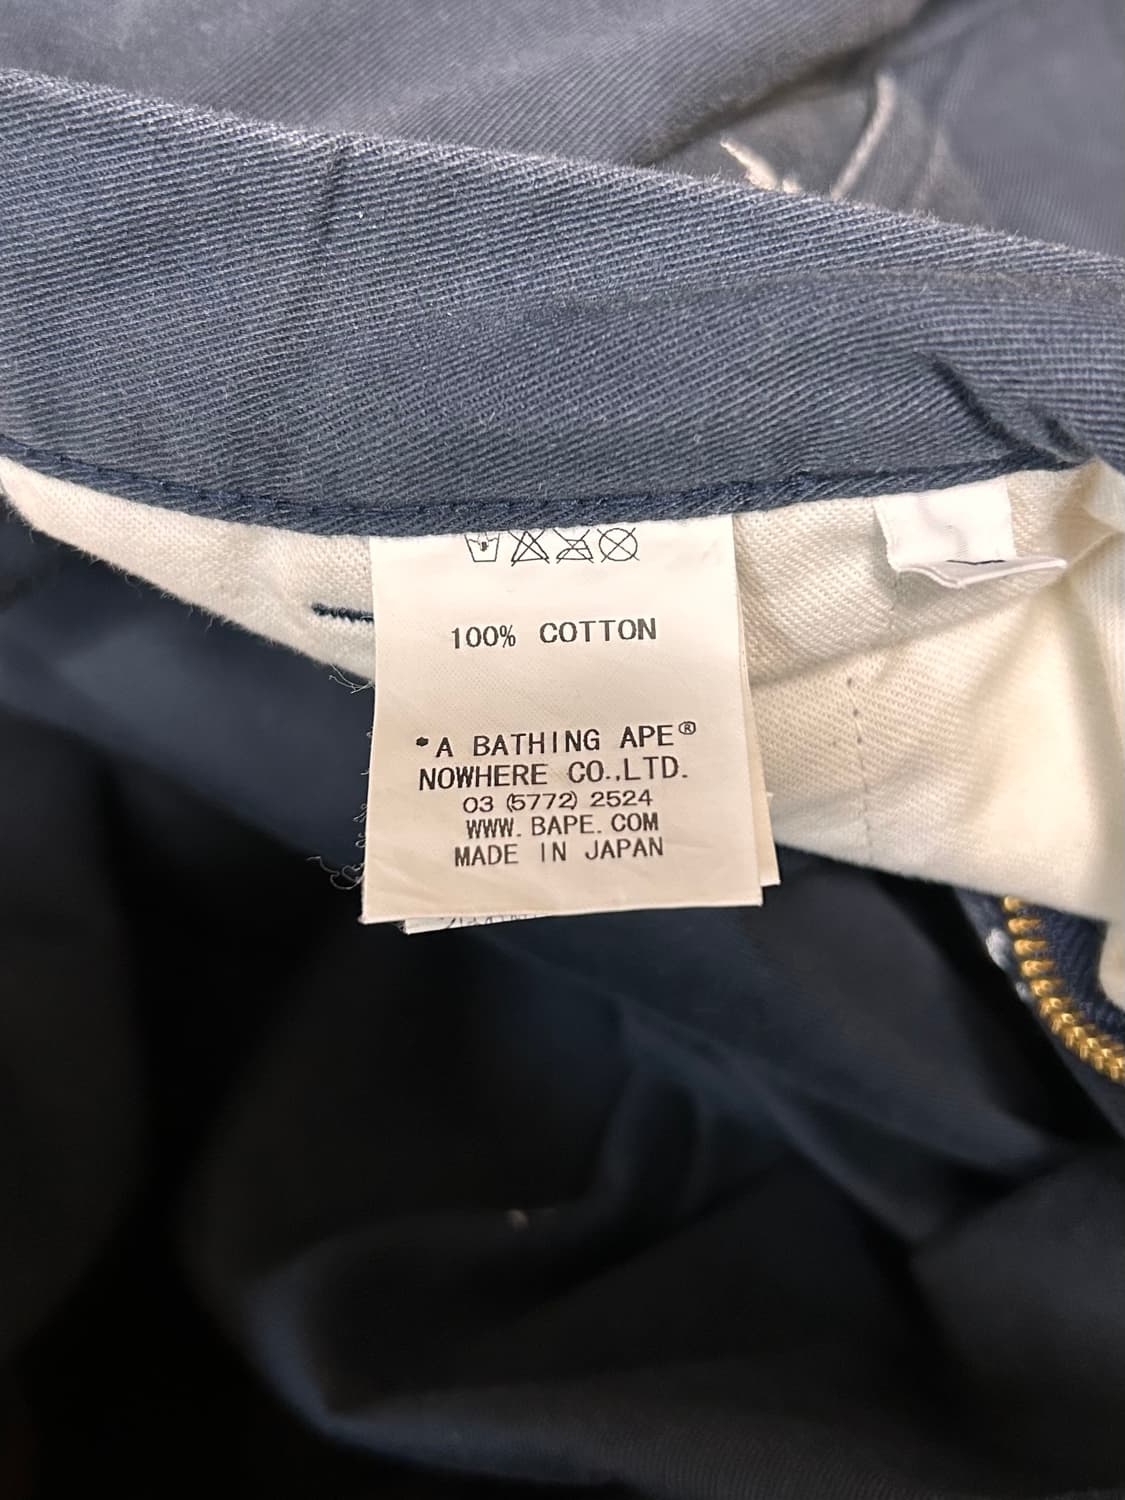 100% COTTON
*A BATHING APE®
NOWHERE CO.,LTD.
03 (5772) 2524
WWW. BAPE. COM
MADE IN JAPAN